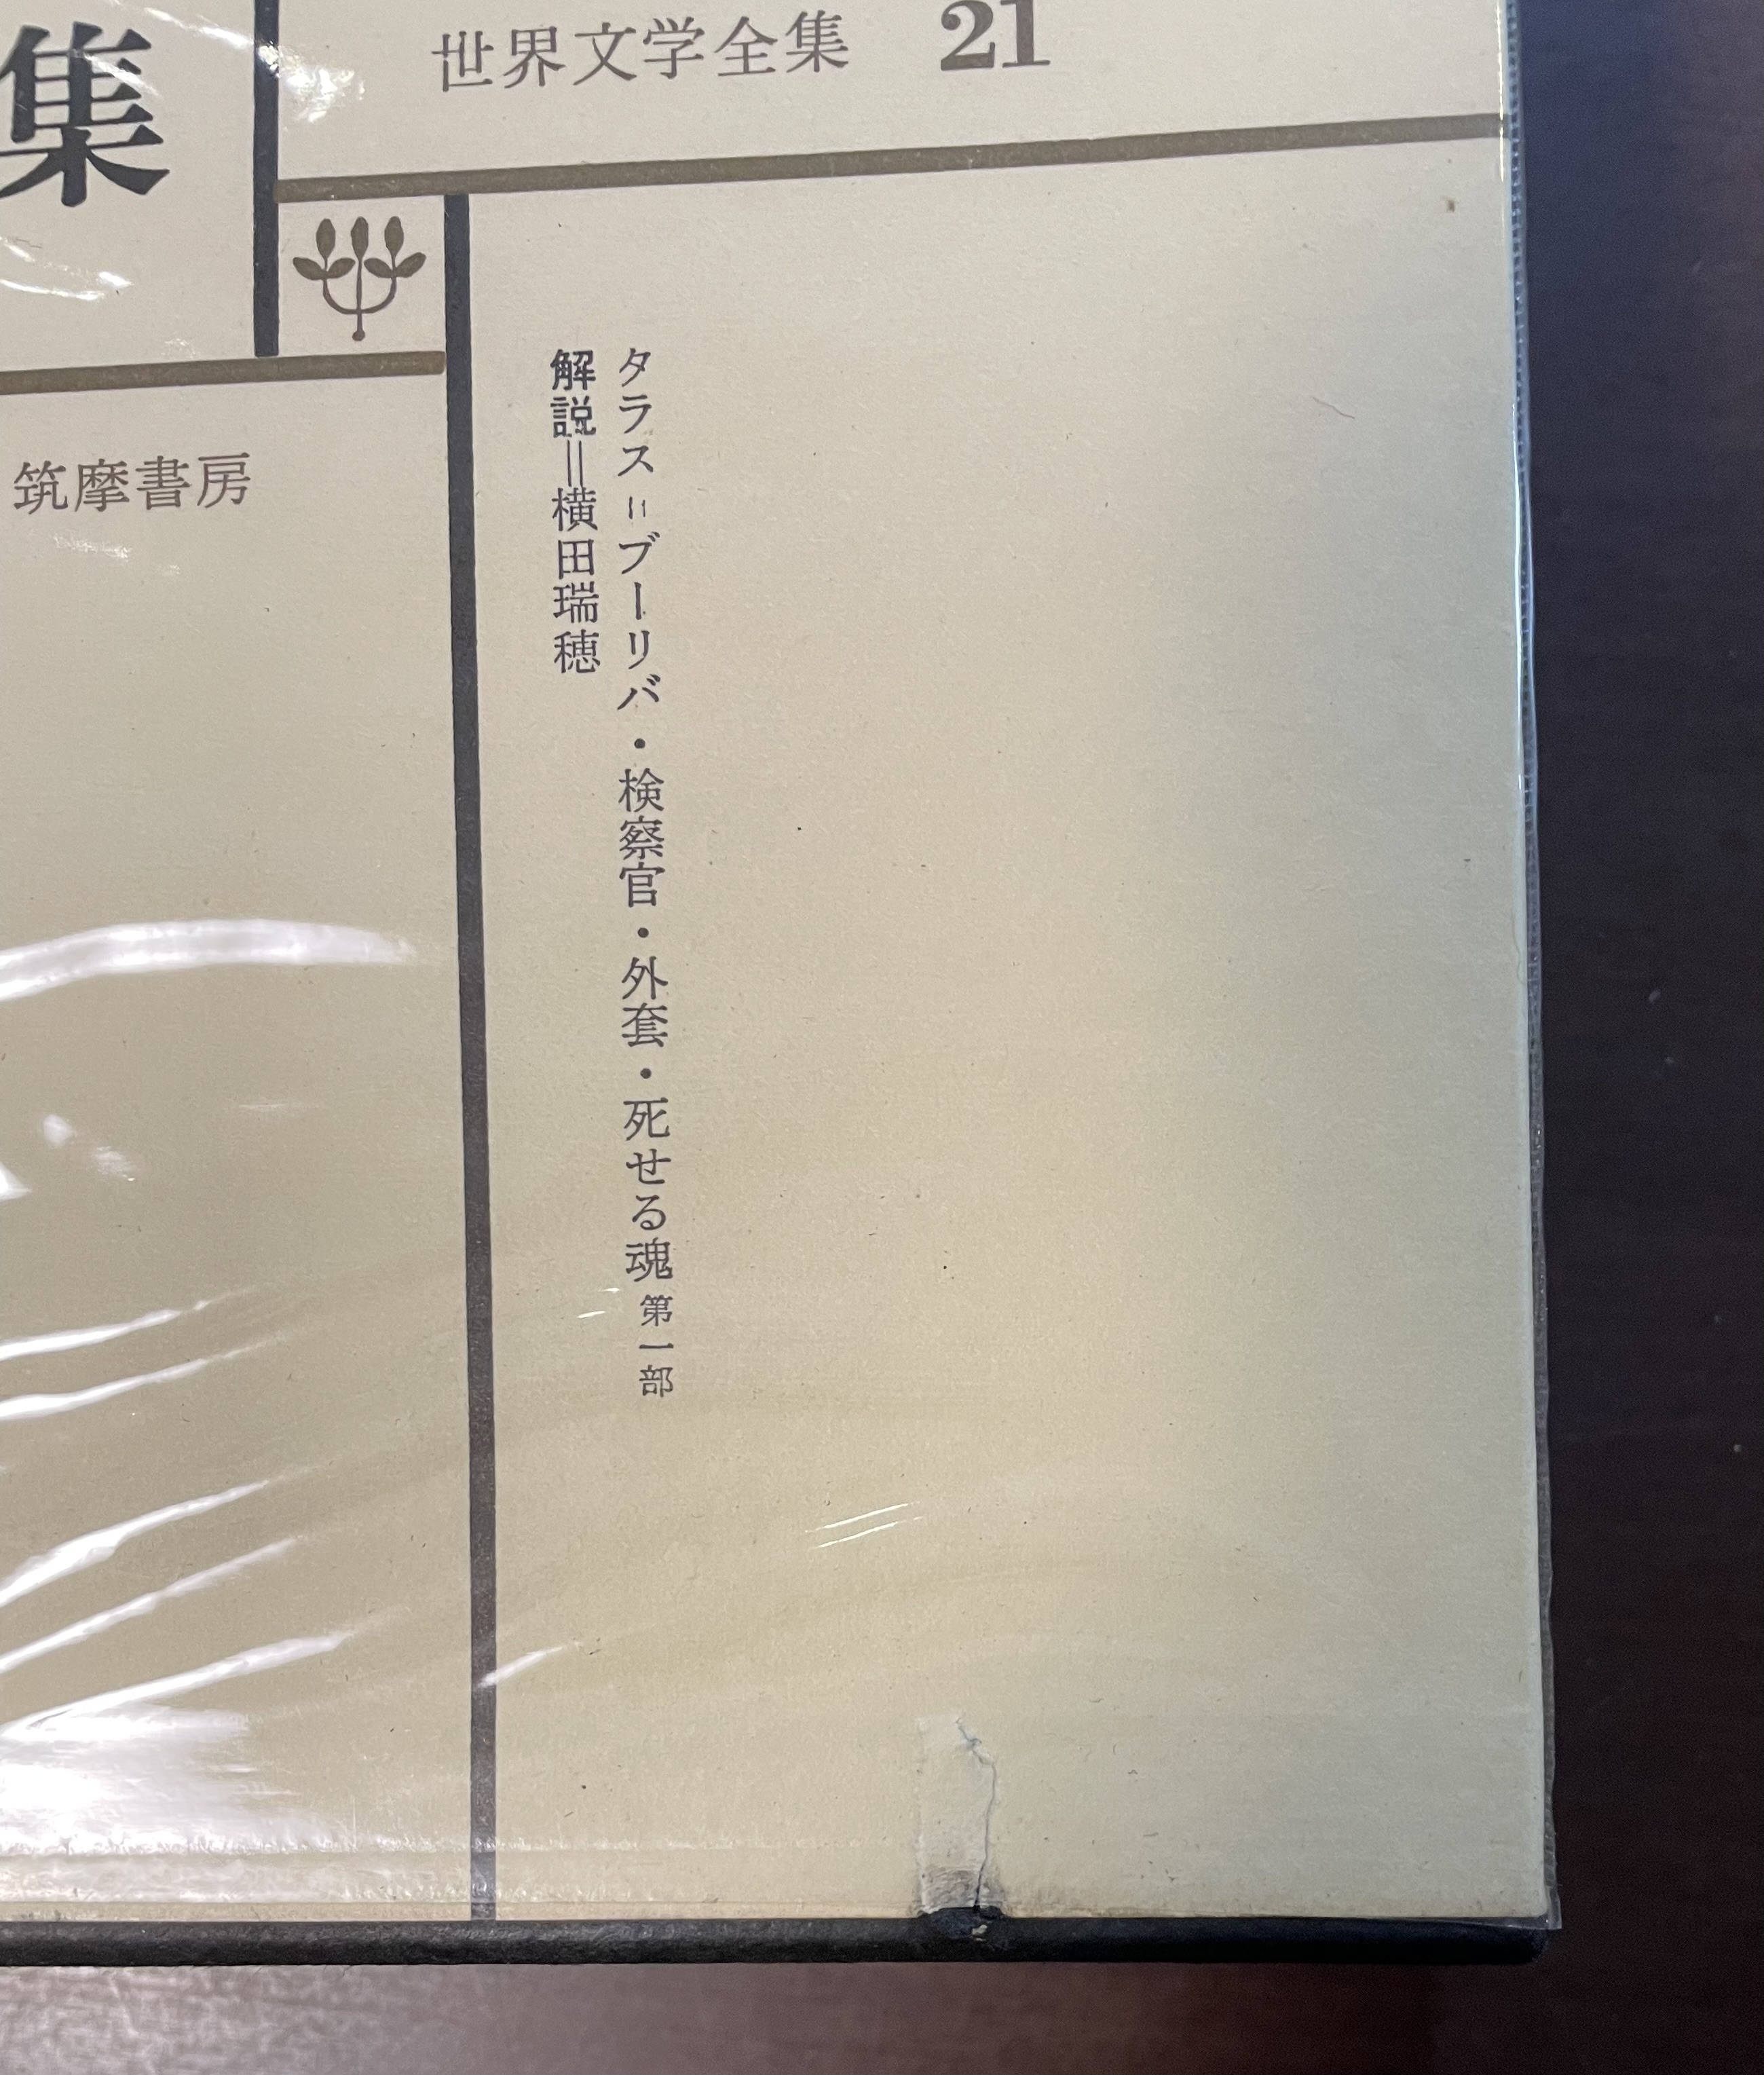 世界文学全集 21
集
筑摩書房
タラス=ブーリバ・検察官・外套・死せる魂 第一部
解説=横田瑞穂